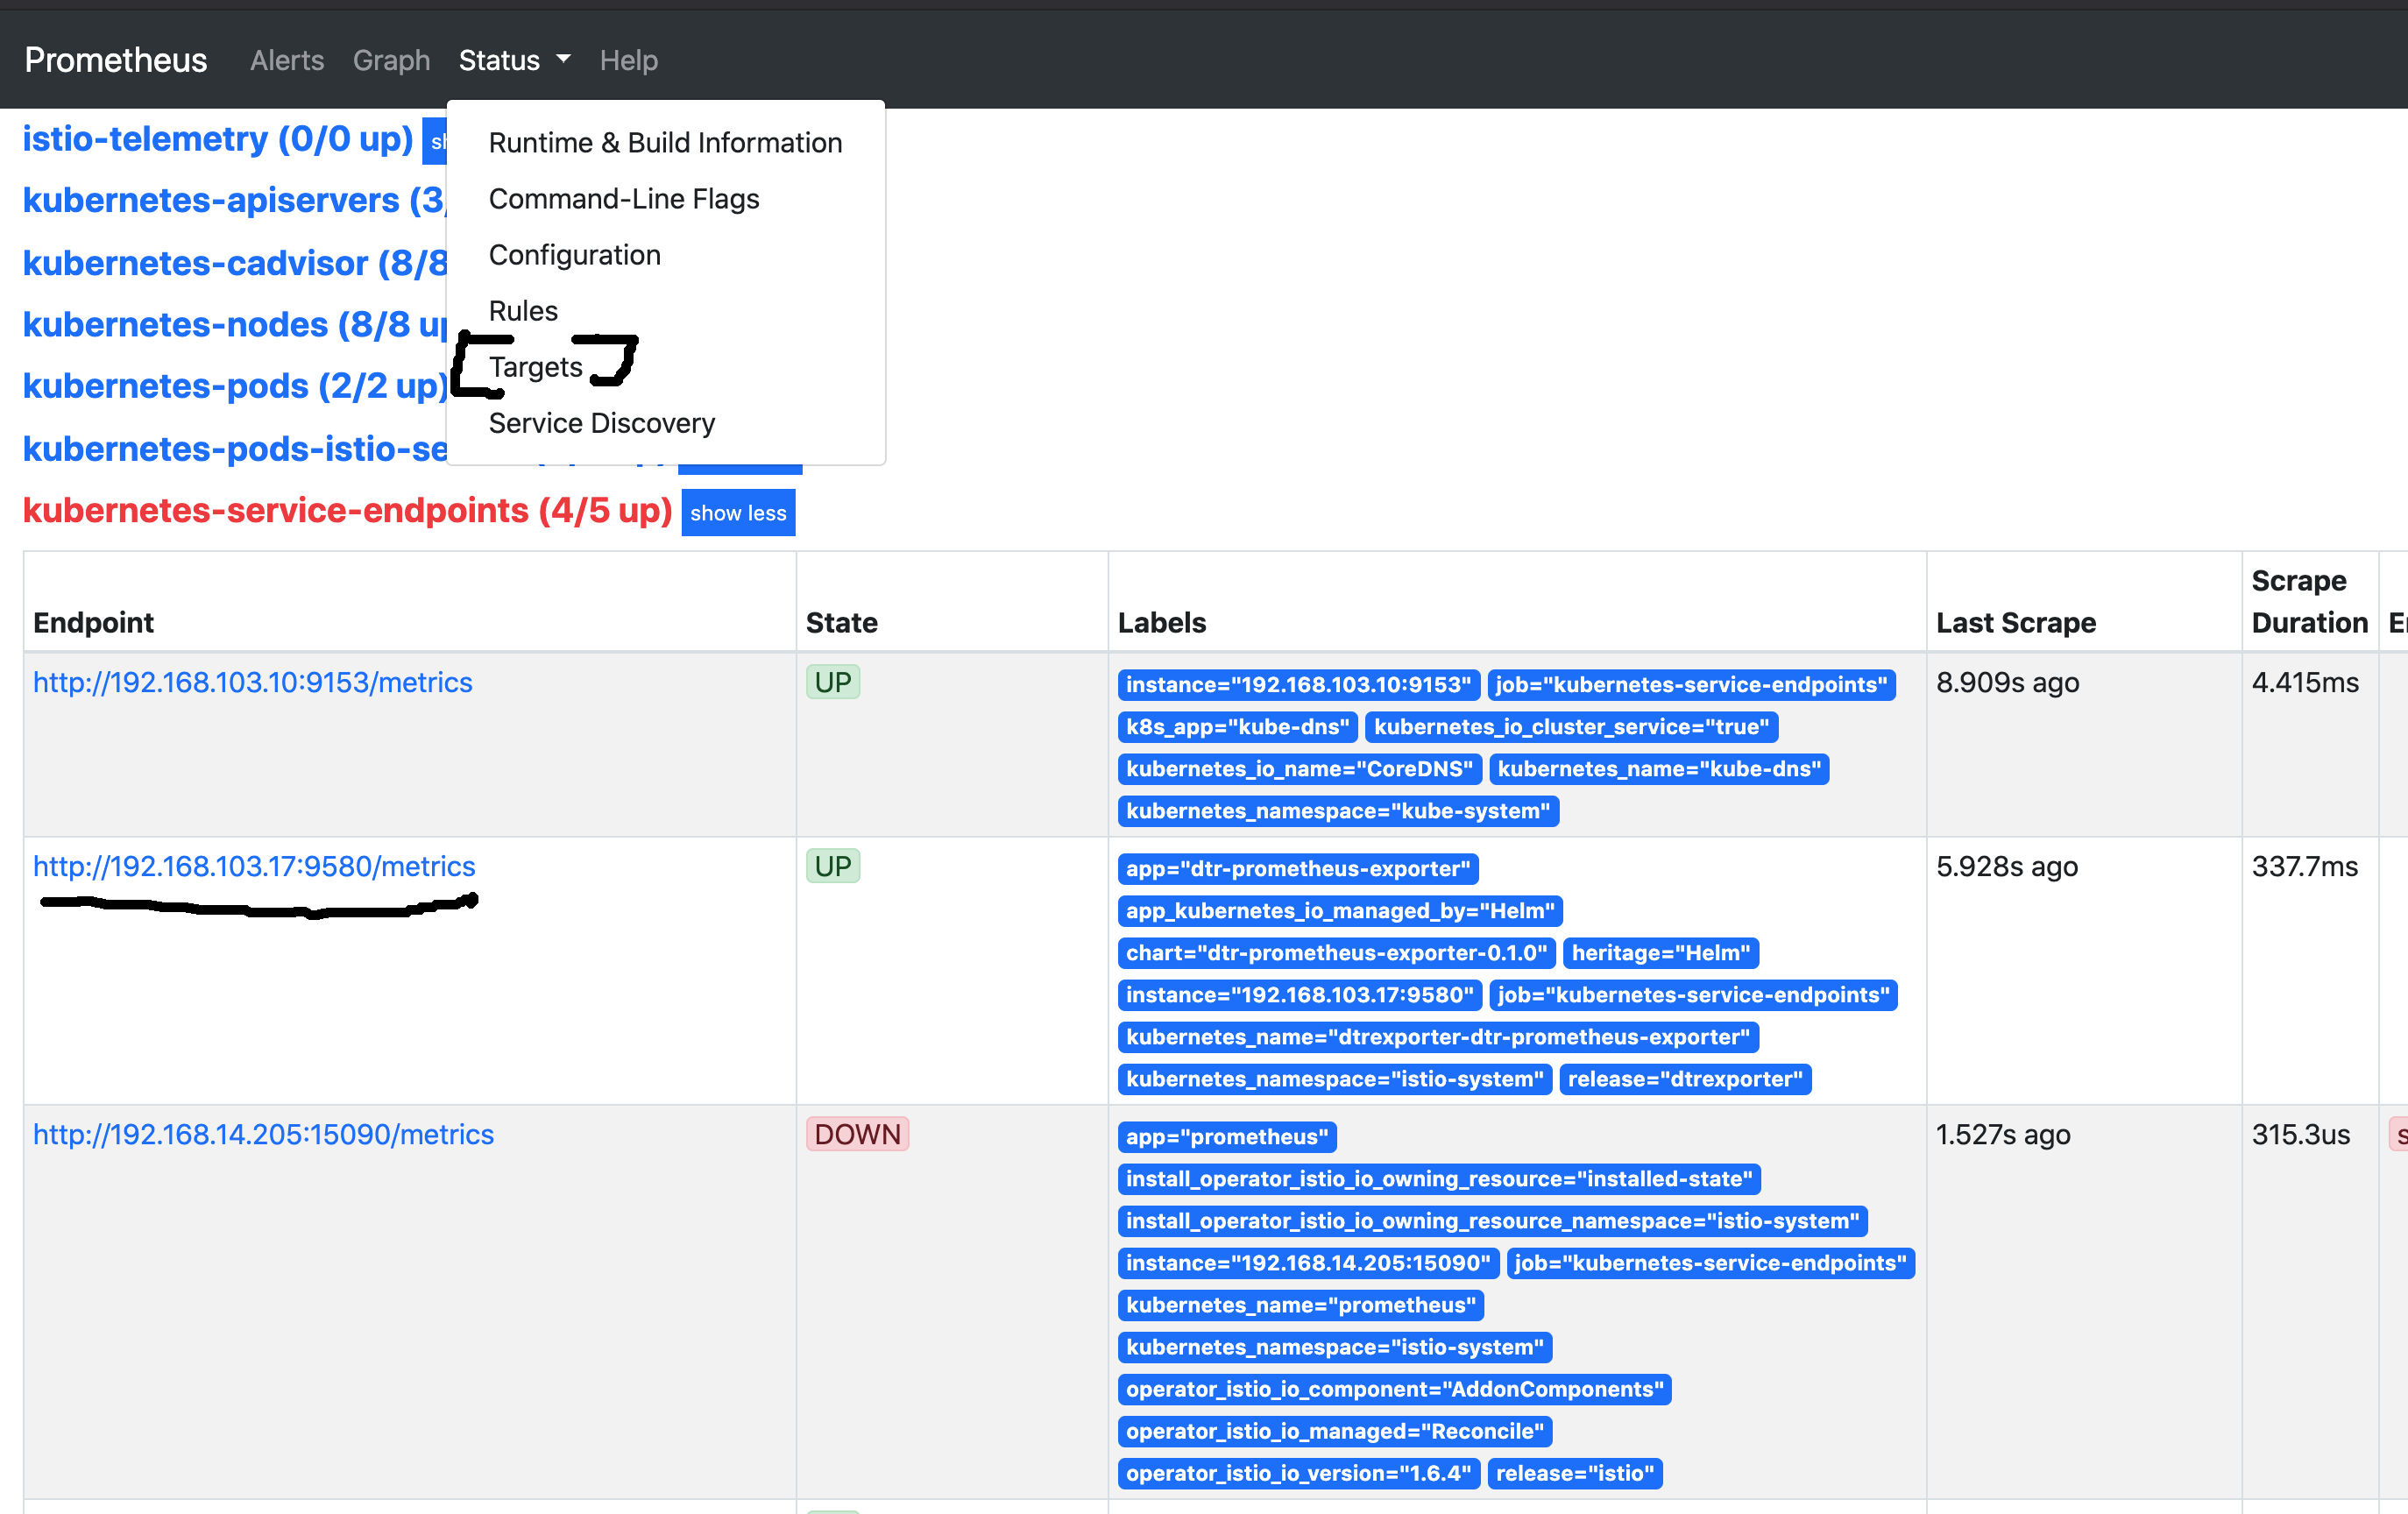 Prometheus Alerts Graph Status Help
istio-telemetry (0/0 up)
Runtime & Build Information
kubernetes-apiservers (3
Command-Line Flags
kubernetes-cadvisor (8/8
Configuration
kubernetes-nodes (8/8 up
Rules
kubernetes-pods (2/2 up)
Targets
kubernetes-pods-istio-se
Service Discovery
kubernetes-service-endpoints (4/5 up) show less
Endpoint State Labels Last Scrape Scrape Duration
http://192.168.103.10:9153/metrics UP instance="192.168.103.10:9153" job="kubernetes-service-endpoints" 8.909s ago 4.415ms
k8s_app="kube-dns" kubernetes_io_cluster_service="true"
kubernetes_io_name="CoreDNS" kubernetes_name="kube-dns"
kubernetes_namespace="kube-system"
http://192.168.103.17:9580/metrics UP app="dtr-prometheus-exporter" 5.928s ago 337.7ms
app_kubernetes_io_managed_by="Helm"
chart="dtr-prometheus-exporter-0.1.0" heritage="Helm"
instance="192.168.103.17:9580" job="kubernetes-service-endpoints"
kubernetes_name="dtrexporter-dtr-prometheus-exporter"
kubernetes_namespace="istio-system" release="dtrexporter"
http://192.168.14.205:15090/metrics DOWN app="prometheus" 1.527s ago 315.3us
install_operator_istio_io_owning_resource="installed-state"
install_operator_istio_io_owning_resource_namespace="istio-system"
instance="192.168.14.205:15090" job="kubernetes-service-endpoints"
kubernetes_name="prometheus"
kubernetes_namespace="istio-system"
operator_istio_io_component="AddonComponents"
operator_istio_io_managed="Reconcile"
operator_istio_io_version="1.6.4" release="istio"